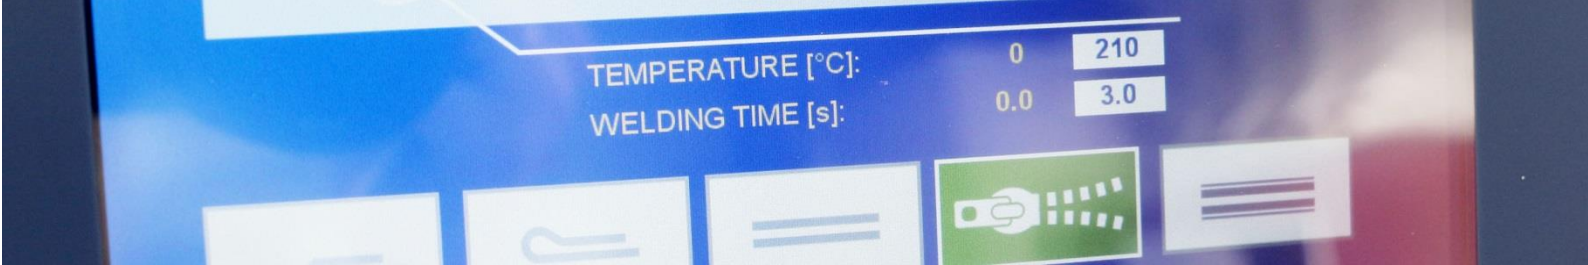 TEMPERATURE [°C]: 0 210
WELDING TIME [s]: 0.0 3.0